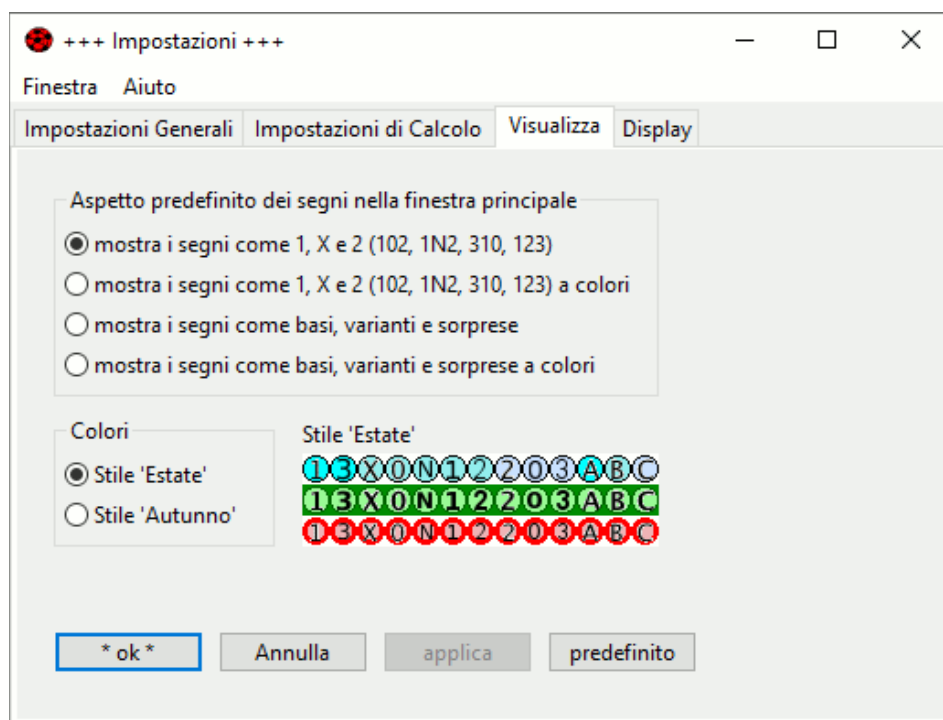 +++ Impostazioni +++
Finestra Aiuto
Impostazioni Generali Impostazioni di Calcolo Visualizza Display
Aspetto predefinito dei segni nella finestra principale
mostra i segni come 1, X e 2 (102, 1N2, 310, 123)
mostra i segni come 1, X e 2 (102, 1N2, 310, 123) a colori
mostra i segni come basi, varianti e sorprese
mostra i segni come basi, varianti e sorprese a colori
Colori
Stile 'Estate'
Stile 'Autunno'
Stile 'Estate'
13X0N12203ABC
13X0N12203ABC
13X0N12203ABC
* ok * Annulla applica predefinito